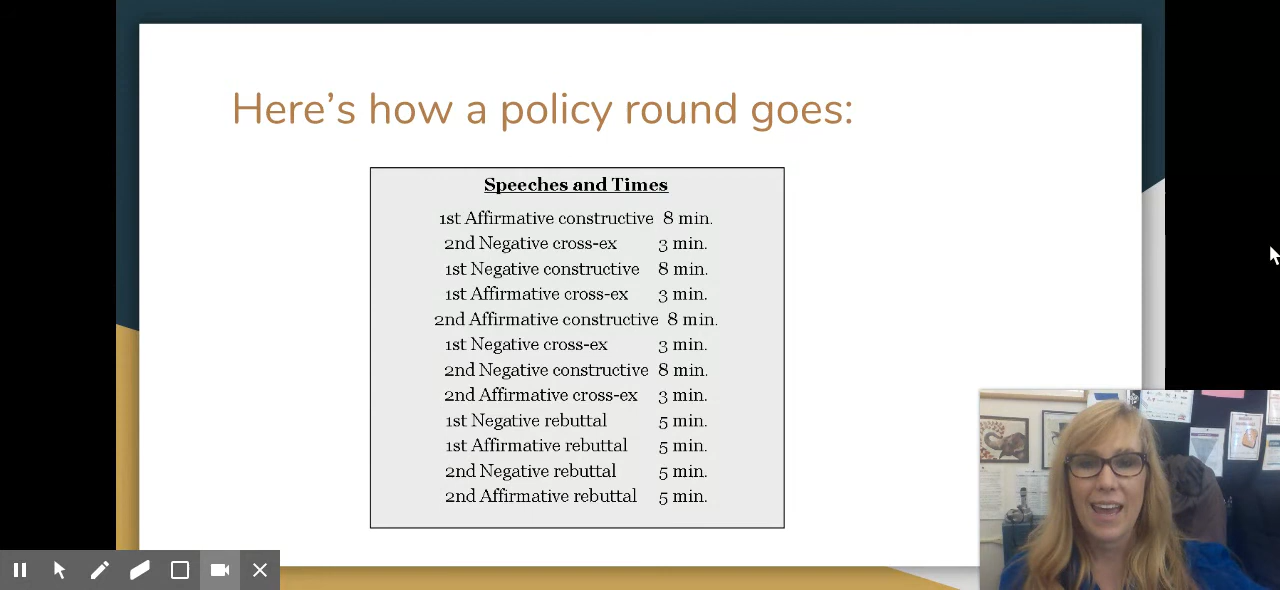 Here's how a policy round goes:
Speeches and Times
1st Affirmative constructive 8 min.
2nd Negative cross-ex 3 min.
1st Negative constructive 8 min.
1st Affirmative cross-ex 3 min.
2nd Affirmative constructive 8 min.
1st Negative cross-ex 3 min.
2nd Negative constructive 8 min.
2nd Affirmative cross-ex 3 min.
1st Negative rebuttal 5 min.
1st Affirmative rebuttal 5 min.
2nd Negative rebuttal 5 min.
2nd Affirmative rebuttal 5 min.